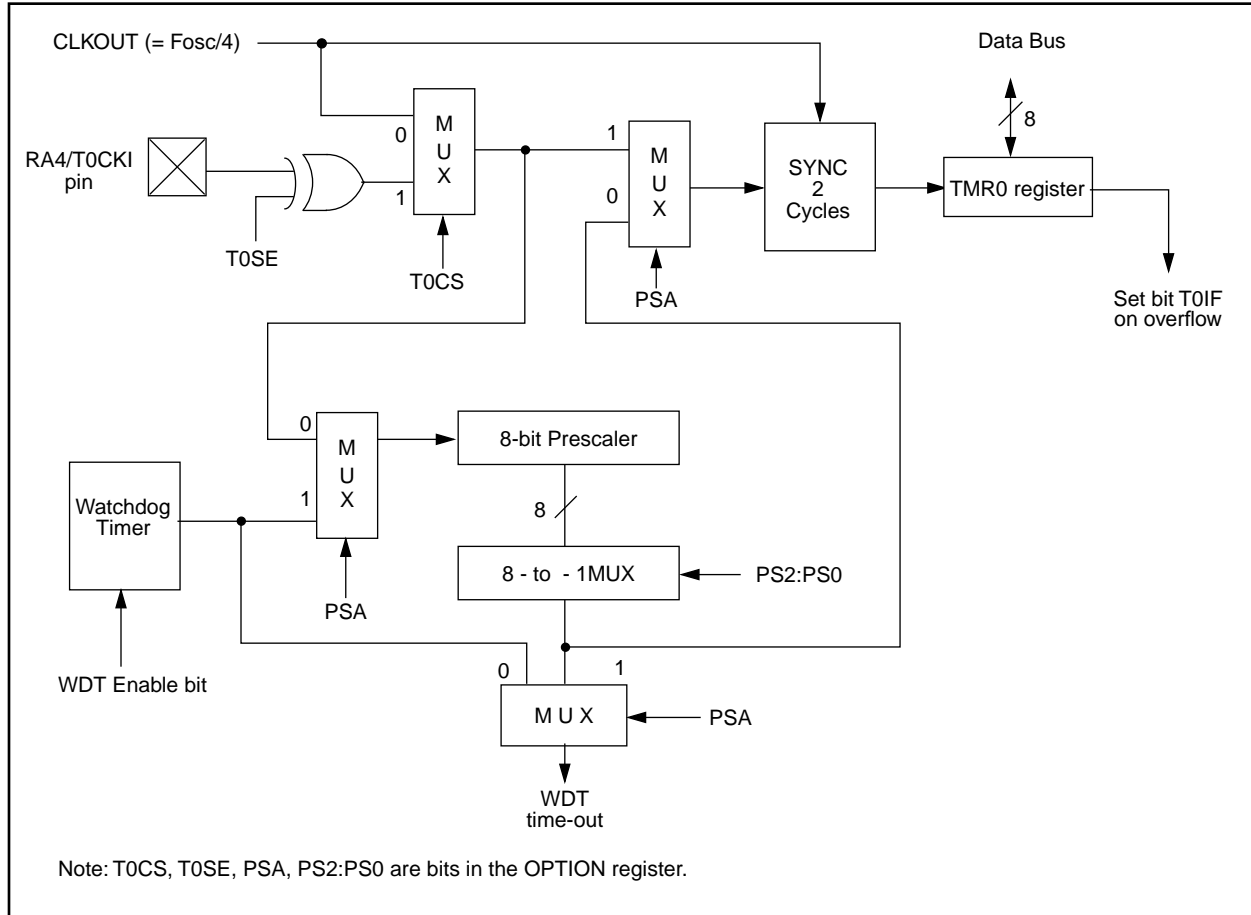 CLKOUT (= Fosc/4)
Data Bus
8
RA4/T0CKI
pin
T0SE
0
1
M
U
X
T0CS
1
0
M
U
X
PSA
SYNC
2
Cycles
TMR0 register
Set bit T0IF
on overflow
0
1
M
U
X
PSA
8-bit Prescaler
8
8 - to - 1MUX
PS2:PS0
Watchdog
Timer
WDT Enable bit
0
1
M U X
PSA
WDT
time-out
Note: T0CS, T0SE, PSA, PS2:PS0 are bits in the OPTION register.